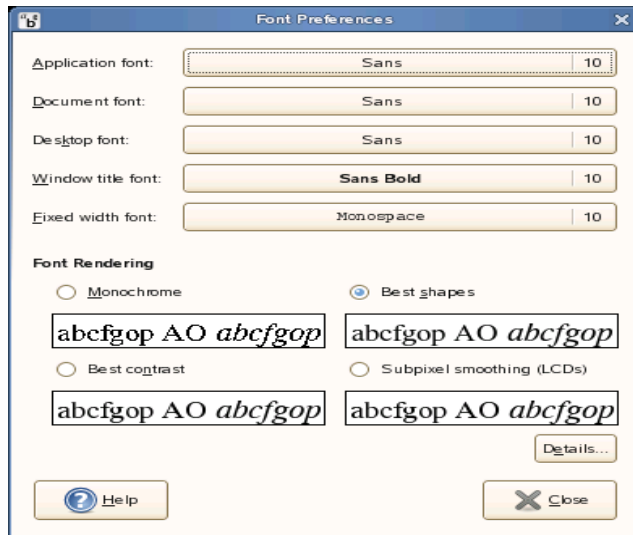 Font Preferences
Application font: Sans 10
Document font: Sans 10
Desktop font: Sans 10
Window title font: Sans Bold 10
Fixed width font: Monospace 10
Font Rendering
Monochrome Best shapes
abcfgop AO abcfgop abcfgop AO abcfgop
Best contrast Subpixel smoothing (LCDs)
abcfgop AO abcfgop abcfgop AO abcfgop
Details...
Help Close